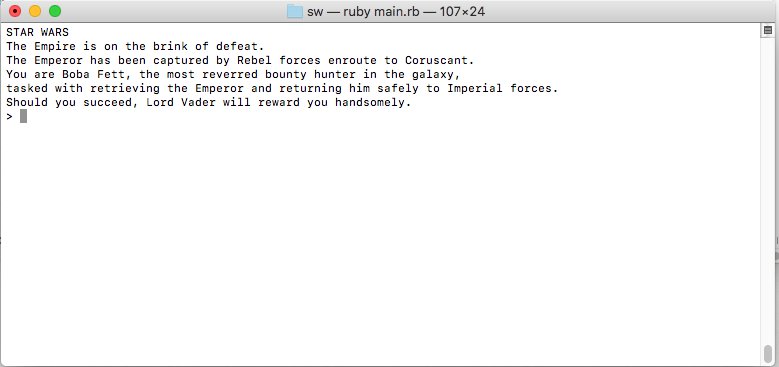 sw — ruby main.rb — 107×24
STAR WARS
The Empire is on the brink of defeat.
The Emperor has been captured by Rebel forces enroute to Coruscant.
You are Boba Fett, the most reverred bounty hunter in the galaxy,
tasked with retrieving the Emperor and returning him safely to Imperial forces.
Should you succeed, Lord Vader will reward you handsomely.
>